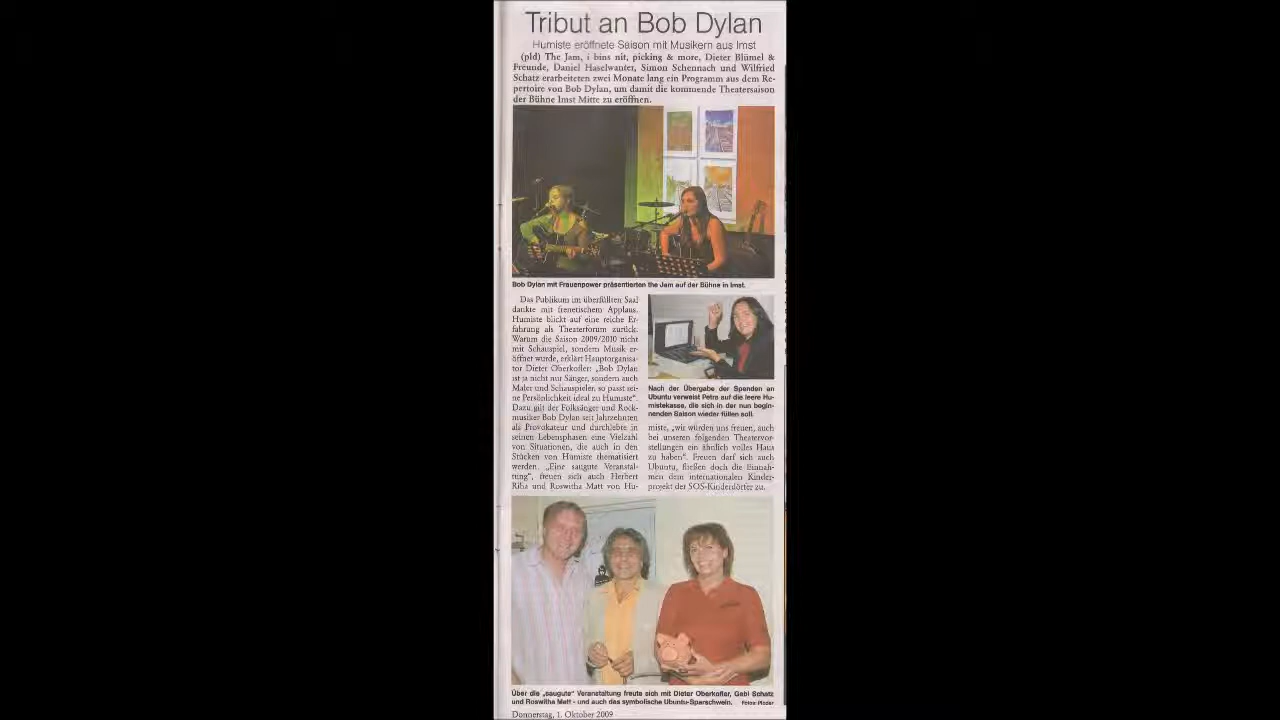 Tribut an Bob Dylan
Humiste eröffnete Saison mit Musikern aus Imst
(pld) The Jam, i bins nit, picking & more, Dieter Blümel &
Freunde, Daniel Haselwanter, Simon Schennach und Wilfried
Schatz erarbeiteten zwei Monate lang ein Programm aus dem Re-
pertoire von Bob Dylan, um damit die kommende Theatersaison
der Bühne Imst Mitte zu eröffnen.
Bob Dylan mit Frauenpower präsentierten the Jam auf der Bühne in Imst.
Das Publikum im überfüllten Saal
dankte mit frenetischem Applaus.
Humiste blickt auf eine reiche Er-
fahrung als Theaterforum zurück.
Warum die Saison 2009/2010 nicht
mit Schauspiel, sondern Musik er-
öffnet wurde, erklärt Hauptorganisa-
tor Dieter Oberkofler: „Bob Dylan
ist ja nicht nur Sänger, sondern auch
Maler und Schauspieler, so passt sei-
ne Persönlichkeit ideal zu Humiste“.
Dazu gilt der Folksänger und Rock-
musiker Bob Dylan seit Jahrzehnten
als Provokateur und durchlebte in
seinen Lebensphasen eine Vielzahl
von Situationen, die auch in den
Stücken von Humiste thematisiert
werden. „Eine saugute Veranstal-
tung“, freuen sich auch Herbert
Riha und Roswitha Matt von Hu-
Nach der Übergabe der Spenden an
Ubuntu verweist Petra auf die leere Hu-
mistekasse, die sich in der nun begin-
nenden Saison wieder füllen soll.
miste, „wir würden uns freuen, auch
bei unseren folgenden Theatervor-
stellungen ein ähnlich volles Haus
zu haben“. Freuen darf sich auch
Ubuntu, fließen doch die Einnah-
men dem internationalen Kinder-
projekt der SOS-Kinderdörfer zu.
Über die „saugute“ Veranstaltung freute sich mit Dieter Oberkofler, Gebi Schatz
und Roswitha Matt - und auch das symbolische Ubuntu-Sparschwein. Fotos: Ploder
Donnerstag, 1. Oktober 2009